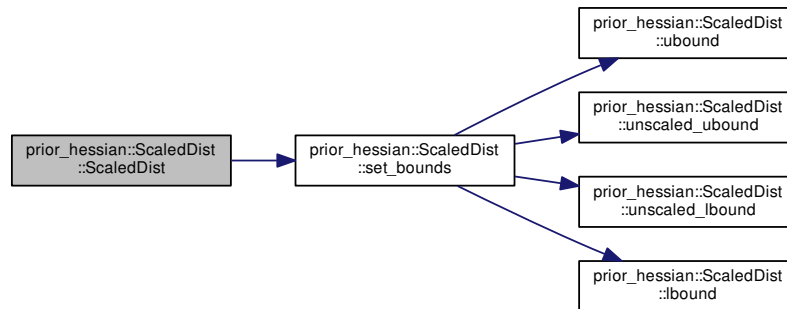 prior_hessian::ScaledDist
::ScaledDist
prior_hessian::ScaledDist
::set_bounds
prior_hessian::ScaledDist
::ubound
prior_hessian::ScaledDist
::unscaled_ubound
prior_hessian::ScaledDist
::unscaled_lbound
prior_hessian::ScaledDist
::lbound